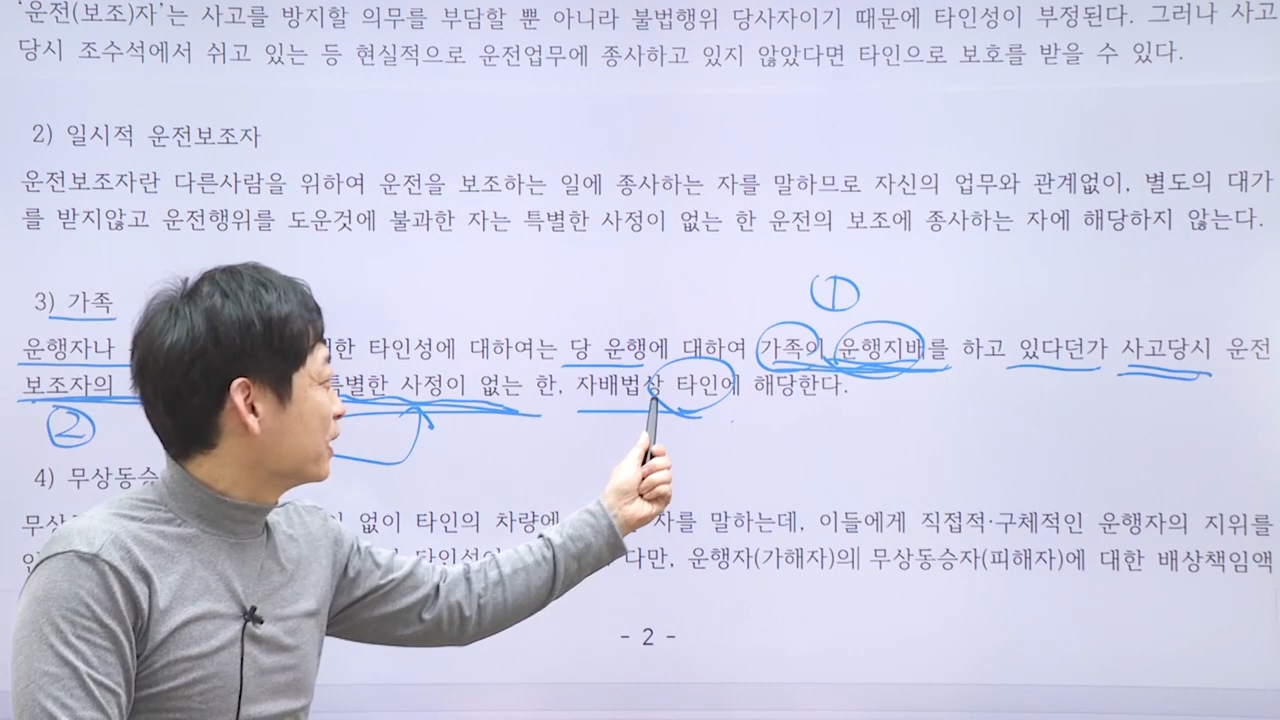 '운전(보조)자'는 사고를 방지할 의무를 부담할 뿐 아니라 불법행위 당사자이기 때문에 타인성이 부정된다. 그러나 사고
당시 조수석에서 쉬고 있는 등 현실적으로 운전업무에 종사하고 있지 않았다면 타인으로 보호를 받을 수 있다.
2) 일시적 운전보조자
운전보조자란 다른사람을 위하여 운전을 보조하는 일에 종사하는 자를 말하므로 자신의 업무와 관계없이, 별도의 대가
를 받지않고 운전행위를 도운것에 불과한 자는 특별한 사정이 없는 한 운전의 보조에 종사하는 자에 해당하지 않는다.
①
3) 가족
운행자나 타인성에 대하여는 당 운행에 대하여 가족이 운행지배를 하고 있다던가 사고당시 운전
보조자의 특별한 사정이 없는 한, 자배법상 타인에 해당한다.
②
4) 무상동승
없이 타인의 차량에 자를 말하는데, 이들에게 직접적·구체적인 운행자의 지위를
다만, 운행자(가해자)의 무상동승자(피해자)에 대한 배상책임액
- 2 -